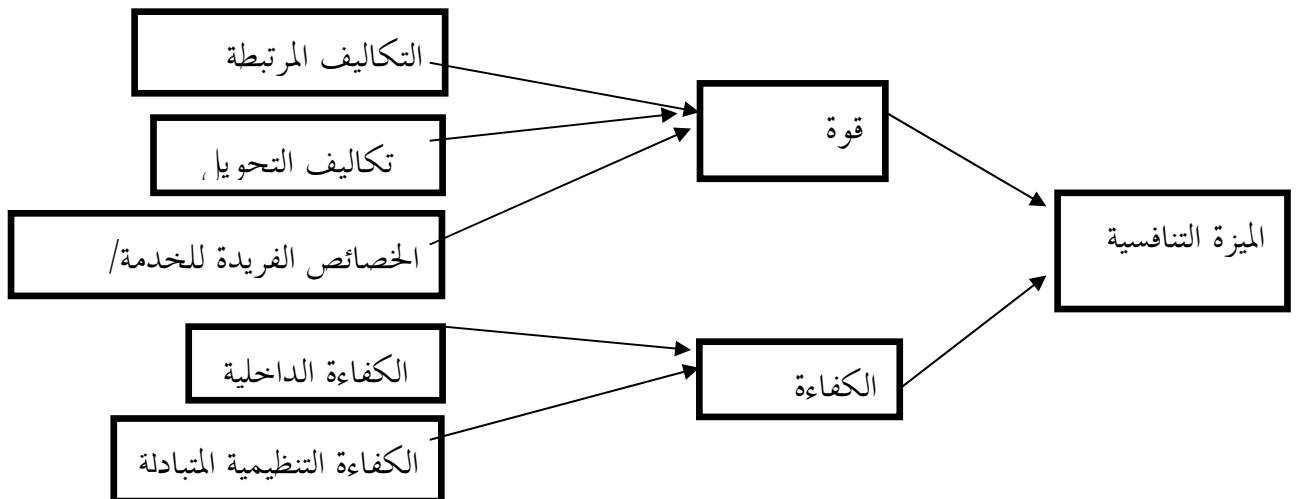 التكاليف المرتبطة
قوة
تكاليف التحويل
الميزة التنافسية
الخصائص الفريدة للخدمة/
الكفاءة الداخلية
الكفاءة
الكفاءة التنظيمية المتبادلة